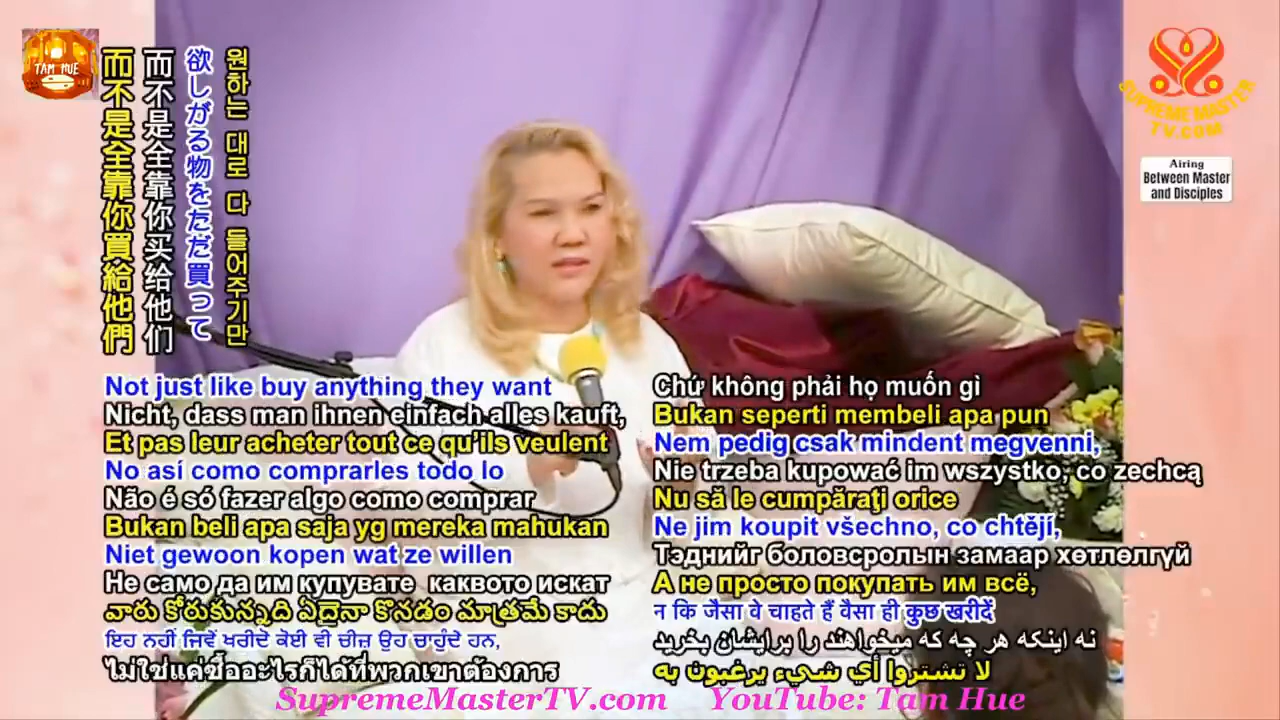 TAM HUE
而不是全靠你買給他們
而不是全靠你买给他们
欲しがる物をただ買って
원하는 대로 다 들어주기만
SUPREME MASTER
TV.COM
Airing
Between Master
and Disciples
Not just like buy anything they want
Nicht, dass man ihnen einfach alles kauft,
Et pas leur acheter tout ce qu'ils veulent
No así como comprarles todo lo
Não é só fazer algo como comprar
Bukan beli apa saja yg mereka mahukan
Niet gewoon kopen wat ze willen
Не само да им купувате каквото искат
వారు కోరుకున్నది ఏదైనా కొనడం మాత్రమే కాదు
ਇਹ ਨਹੀਂ ਜਿਵੇਂ ਖਰੀਦੋ ਕੋਈ ਵੀ ਚੀਜ਼ ਉਹ ਚਾਹੁੰਦੇ ਹਨ,
ไม่ใช่แค่ซื้ออะไรก็ได้ที่พวกเขาต้องการ
Chứ không phải họ muốn gì
Bukan seperti membeli apa pun
Nem pedig csak mindent megvenni,
Nie trzeba kupować im wszystko, co zechcą
Nu să le cumpăraţi orice
Ne jim koupit všechno, co chtějí,
Тэднийг боловсролын замаар хөтлөлгүй
А не просто покупать им всё,
न कि जैसा वे चाहते हैं वैसा ही कुछ खरीदें
نه اینکه هر چه که میخواهند را برایشان بخرید
لا تشتروا أي شيء يرغبون به
SupremeMasterTV.com YouTube: Tam Hue